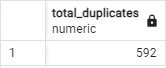 total_duplicates
numeric
1 592